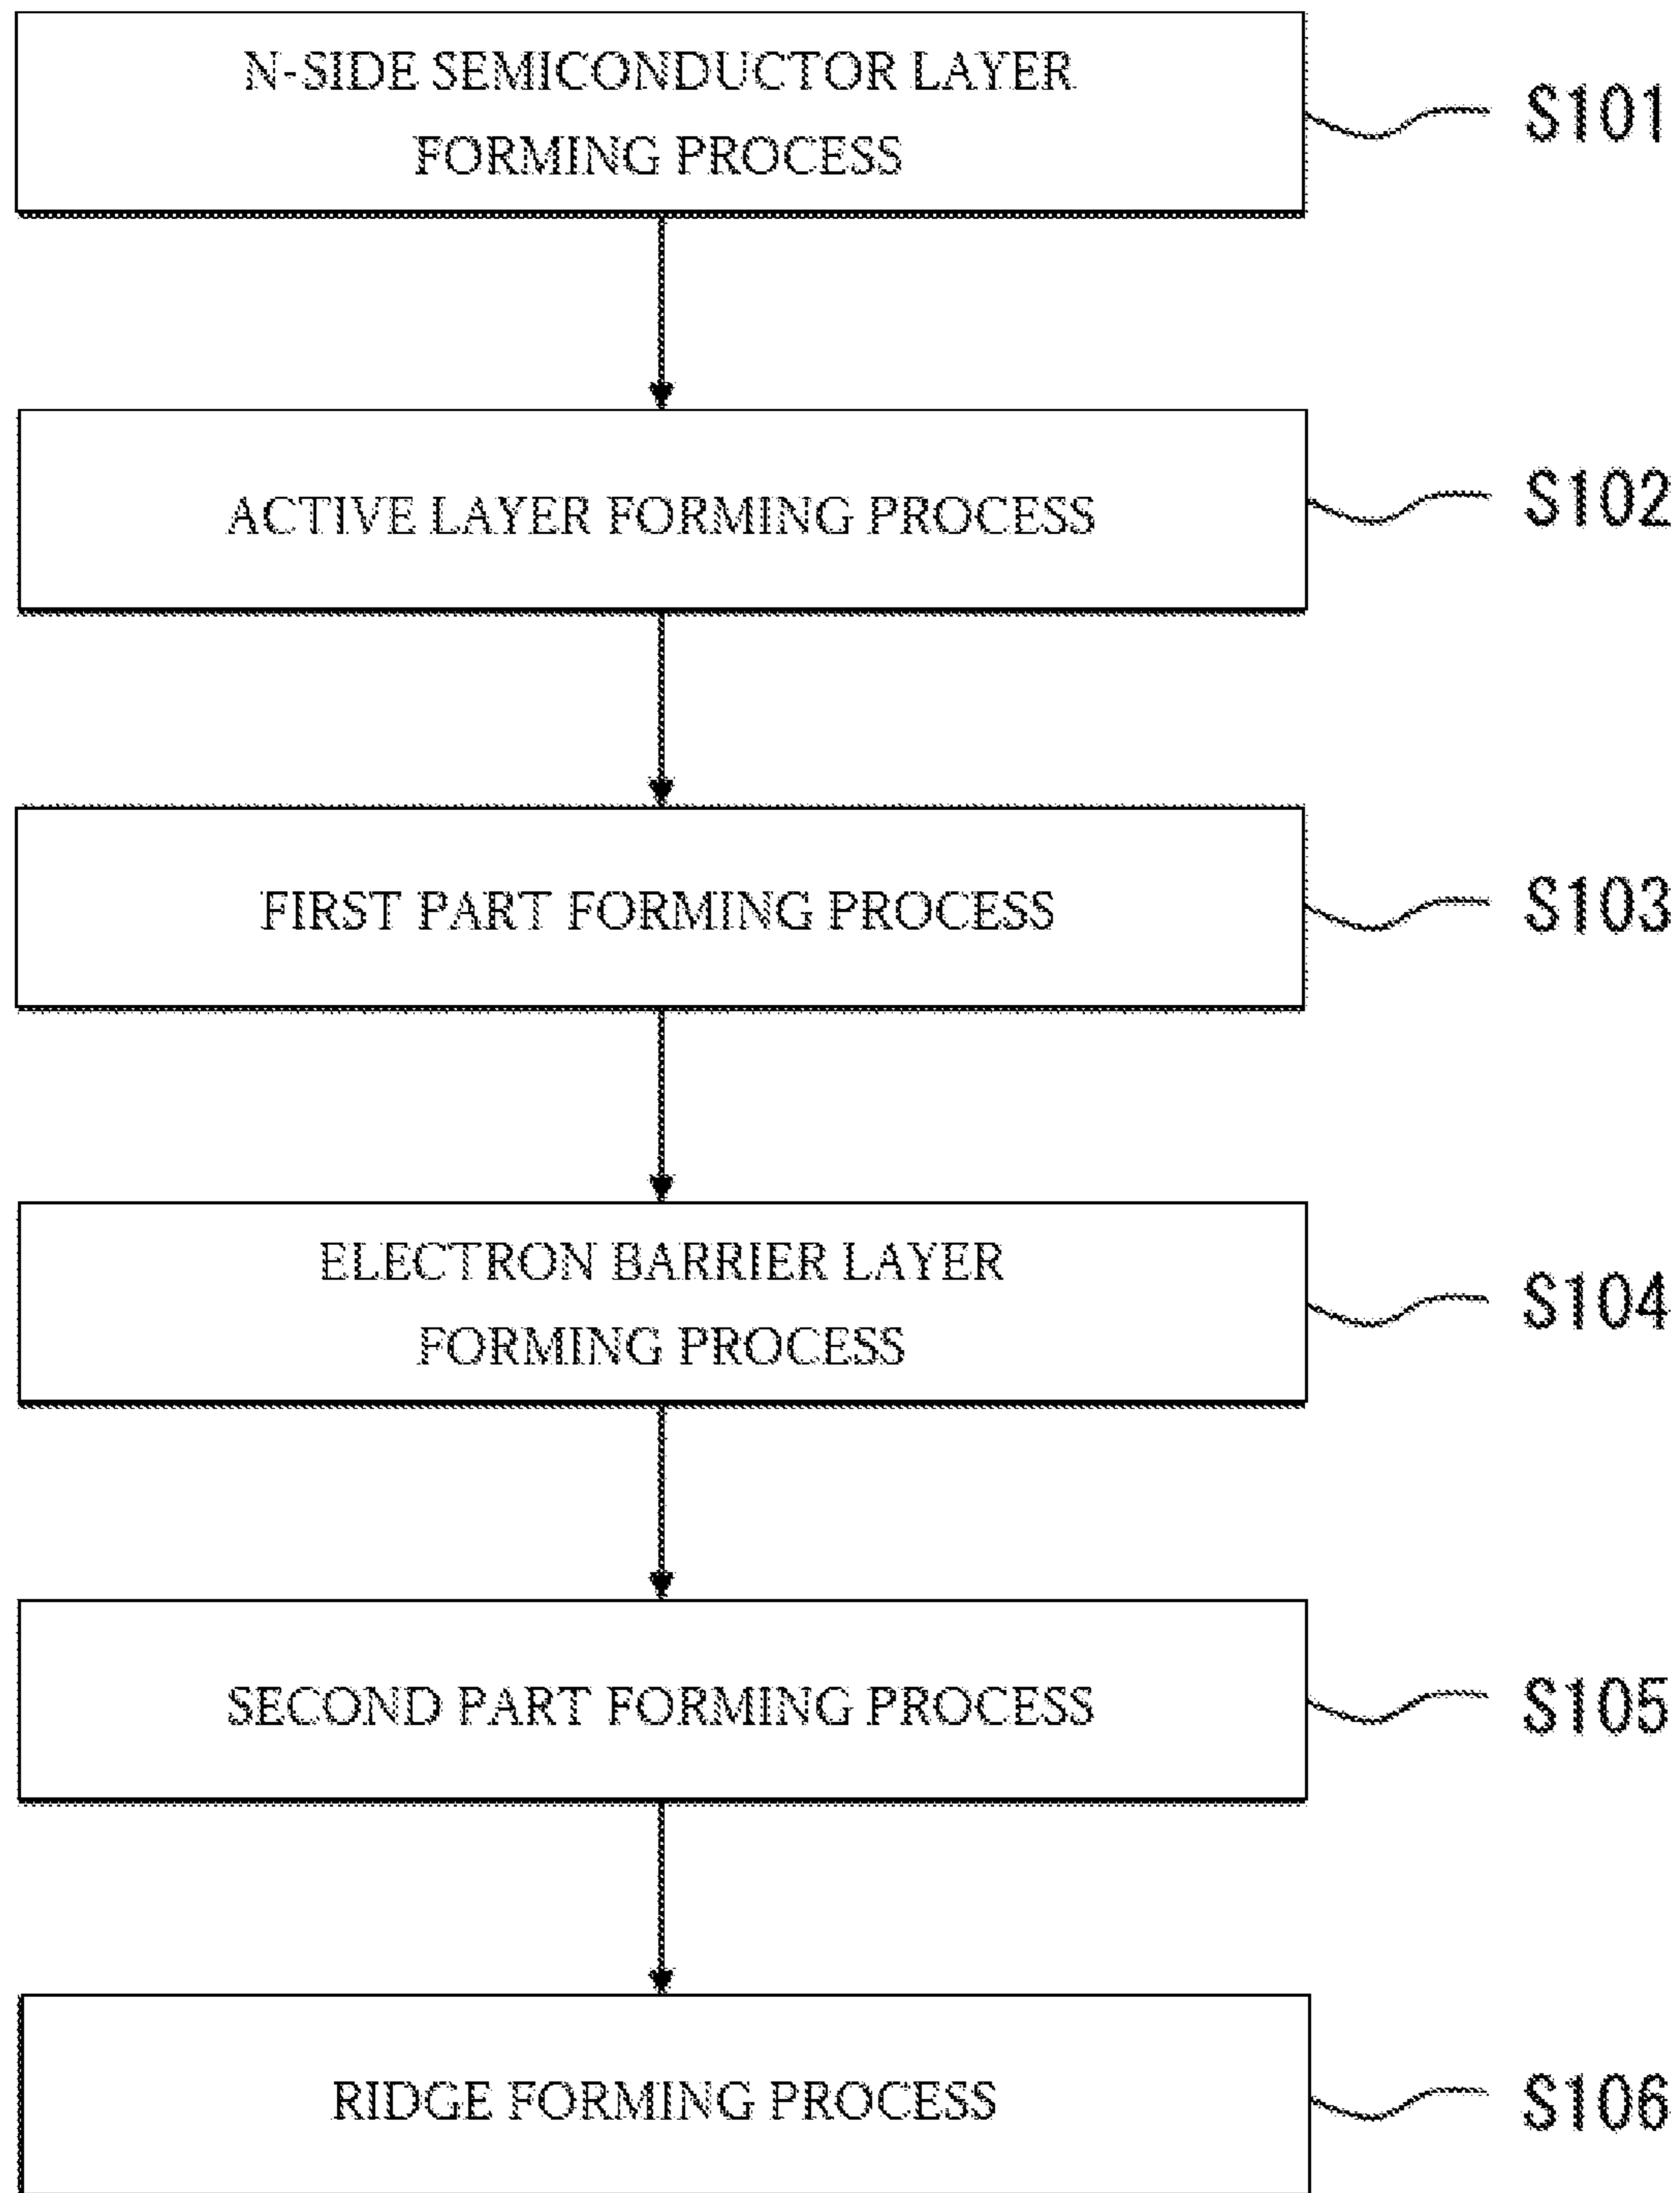 N-SIDE SEMICONDUCTOR LAYER
FORMING PROCESS
S101
ACTIVE LAYER FORMING PROCESS
S102
FIRST PART FORMING PROCESS
S103
ELECTRON BARRIER LAYER
FORMING PROCESS
S104
SECOND PART FORMING PROCESS
S105
RIDGE FORMING PROCESS
S106